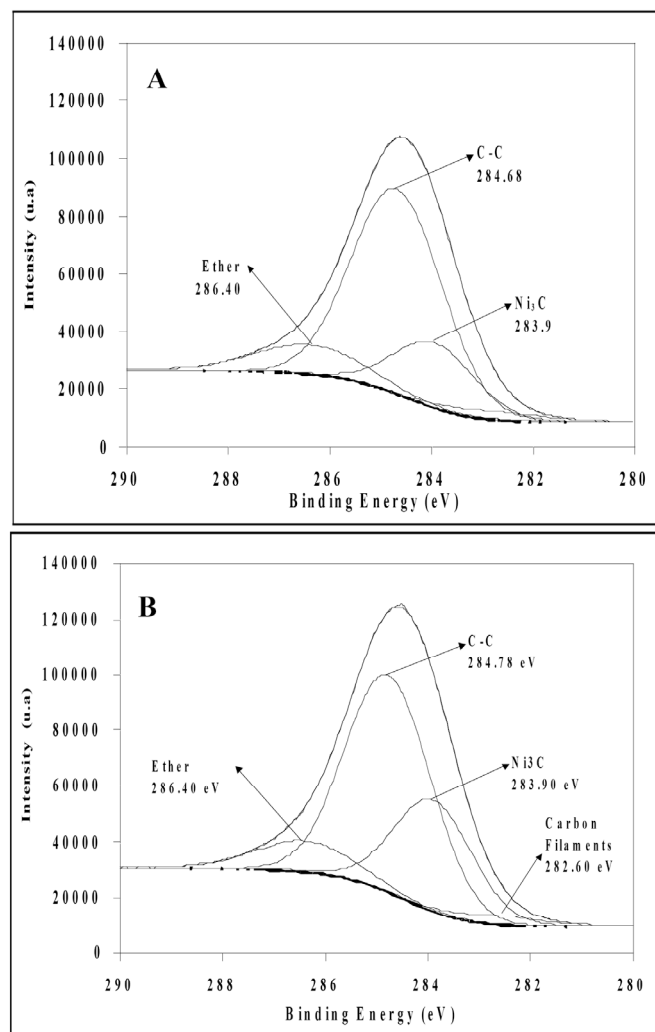 140000
A
120000
100000
80000
60000
40000
20000
0
Intensity (u.a)
C-C
284.68
Ether
286.40
Ni₃C
283.9
290 288 286 284 282 280
Binding Energy (eV)
140000
B
120000
100000
80000
60000
40000
20000
0
Intensity (u.a)
C-C
284.78 eV
Ether
286.40 eV
Ni3C
283.90 eV
Carbon
Filaments
282.60 eV
290 288 286 284 282 280
Binding Energy (eV)